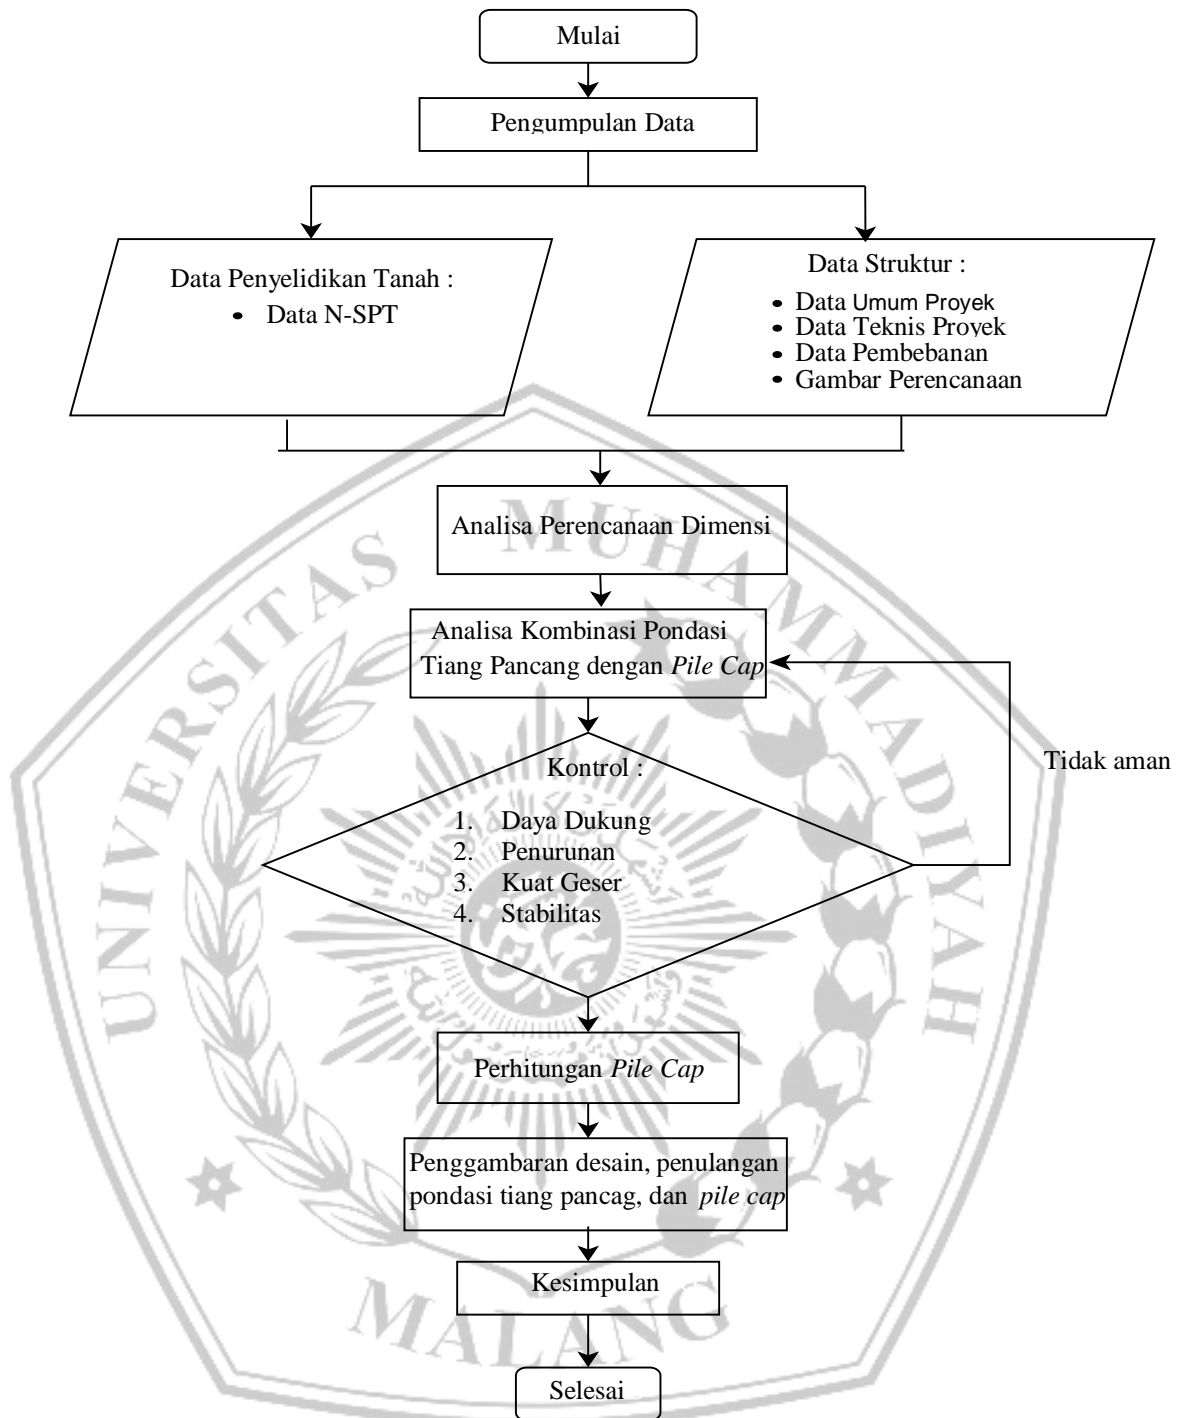 Mulai
Pengumpulan Data
Data Penyelidikan Tanah :
• Data N-SPT
Data Struktur :
• Data Umum Proyek
• Data Teknis Proyek
• Data Pembebanan
• Gambar Perencanaan
Analisa Perencanaan Dimensi
Analisa Kombinasi Pondasi
Tiang Pancang dengan Pile Cap
Tidak aman
Kontrol :
1. Daya Dukung
2. Penurunan
3. Kuat Geser
4. Stabilitas
Perhitungan Pile Cap
Penggambaran desain, penulangan
pondasi tiang pancag, dan pile cap
Kesimpulan
Selesai
UNIVERSITAS MUHAMMADIYAH
MALANG